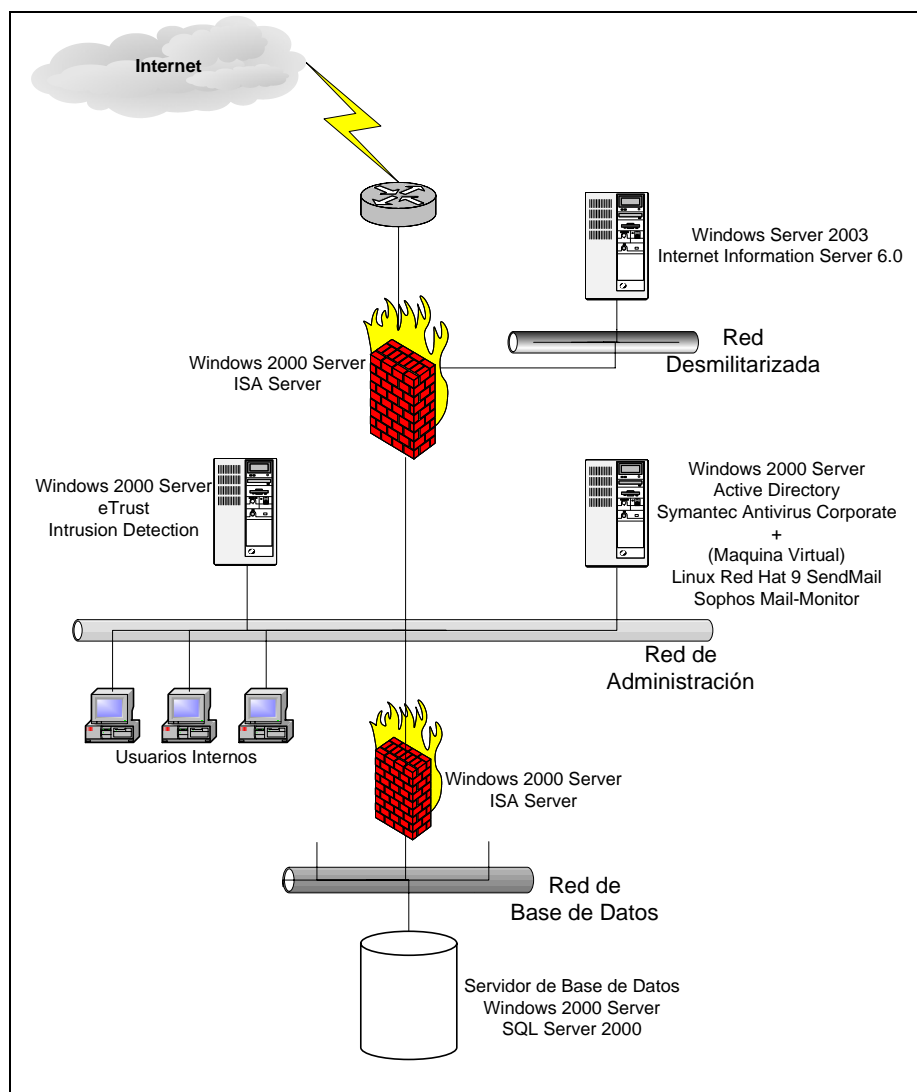 Internet
Windows Server 2003
Internet Information Server 6.0
Red
Desmilitarizada
Windows 2000 Server
ISA Server
Windows 2000 Server
eTrust
Intrusion Detection
Windows 2000 Server
Active Directory
Symantec Antivirus Corporate
+
(Maquina Virtual)
Linux Red Hat 9 SendMail
Sophos Mail-Monitor
Red de
Administración
Usuarios Internos
Windows 2000 Server
ISA Server
Red de
Base de Datos
Servidor de Base de Datos
Windows 2000 Server
SQL Server 2000